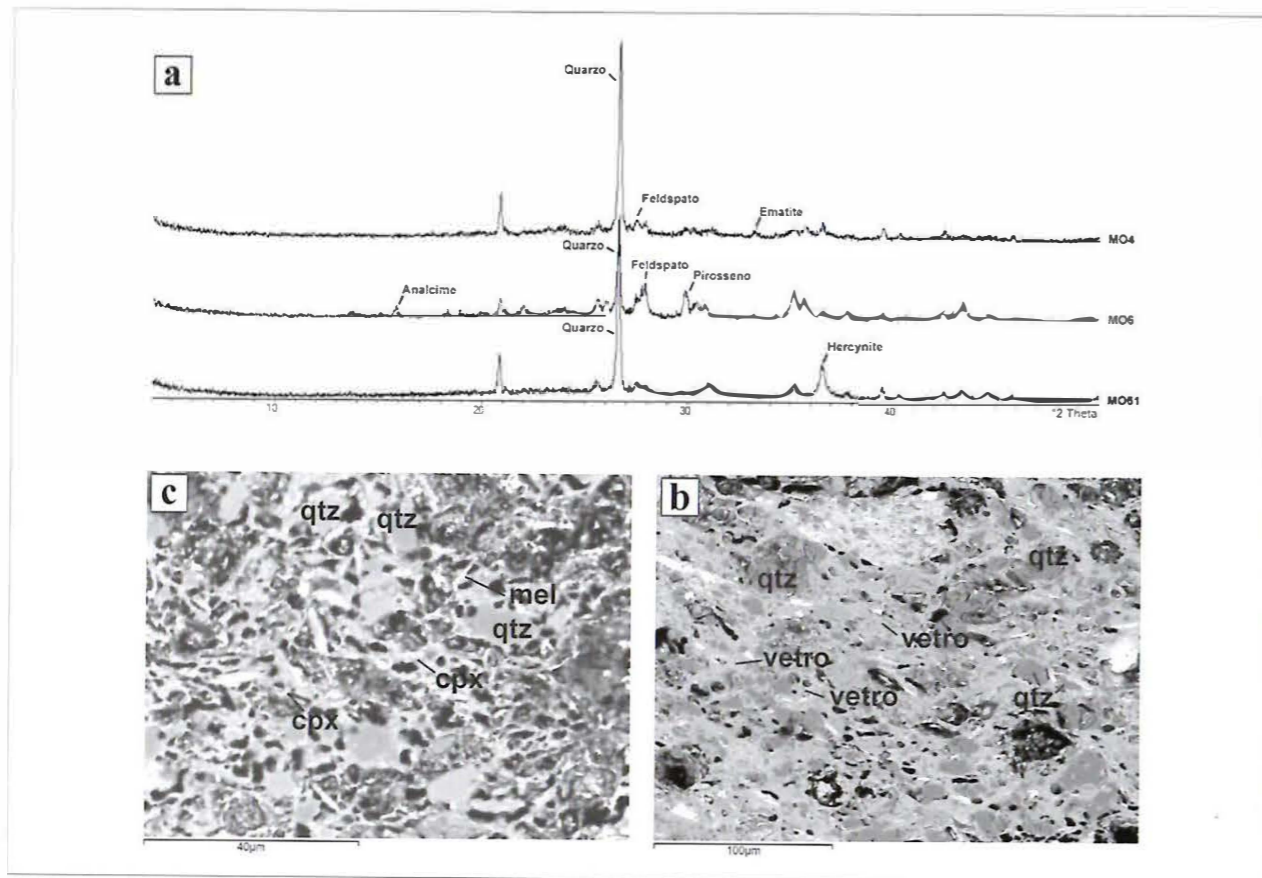 a
Quarzo
Feldspato
Ematite
MO4
Quarzo
Feldspato
Pirosseno
Analcime
MO6
Quarzo
Hercynite
MO61
10
20
30
40
°2 Theta
c
qtz
qtz
mel
qtz
cpx
cpx
40µm
b
qtz
qtz
vetro
vetro
vetro
qtz
100µm